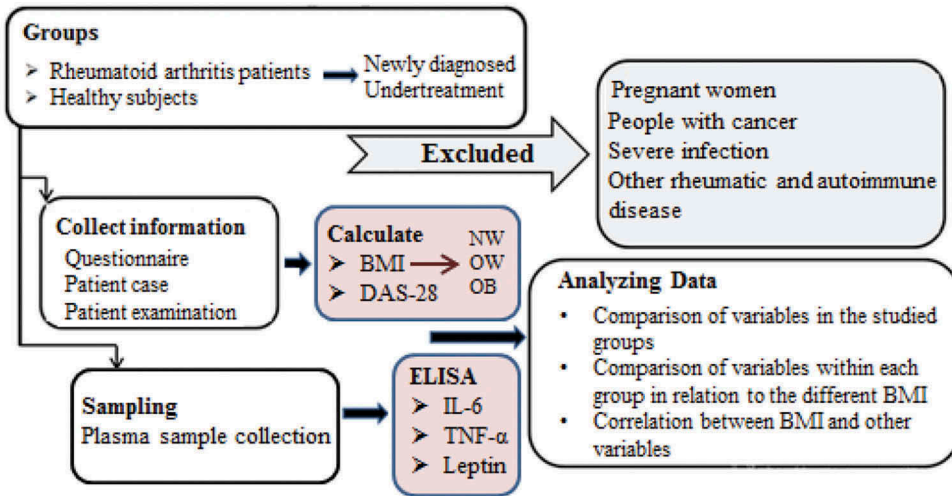 Groups
➢ Rheumatoid arthritis patients
➢ Healthy subjects
Newly diagnosed
Undertreatment
Excluded
Pregnant women
People with cancer
Severe infection
Other rheumatic and autoimmune
disease
Collect information
Questionnaire
Patient case
Patient examination
Calculate
➢ BMI
➢ DAS-28
NW
OW
OB
Sampling
Plasma sample collection
ELISA
➢ IL-6
➢ TNF-α
➢ Leptin
Analyzing Data
• Comparison of variables in the studied
groups
• Comparison of variables within each
group in relation to the different BMI
• Correlation between BMI and other
variables